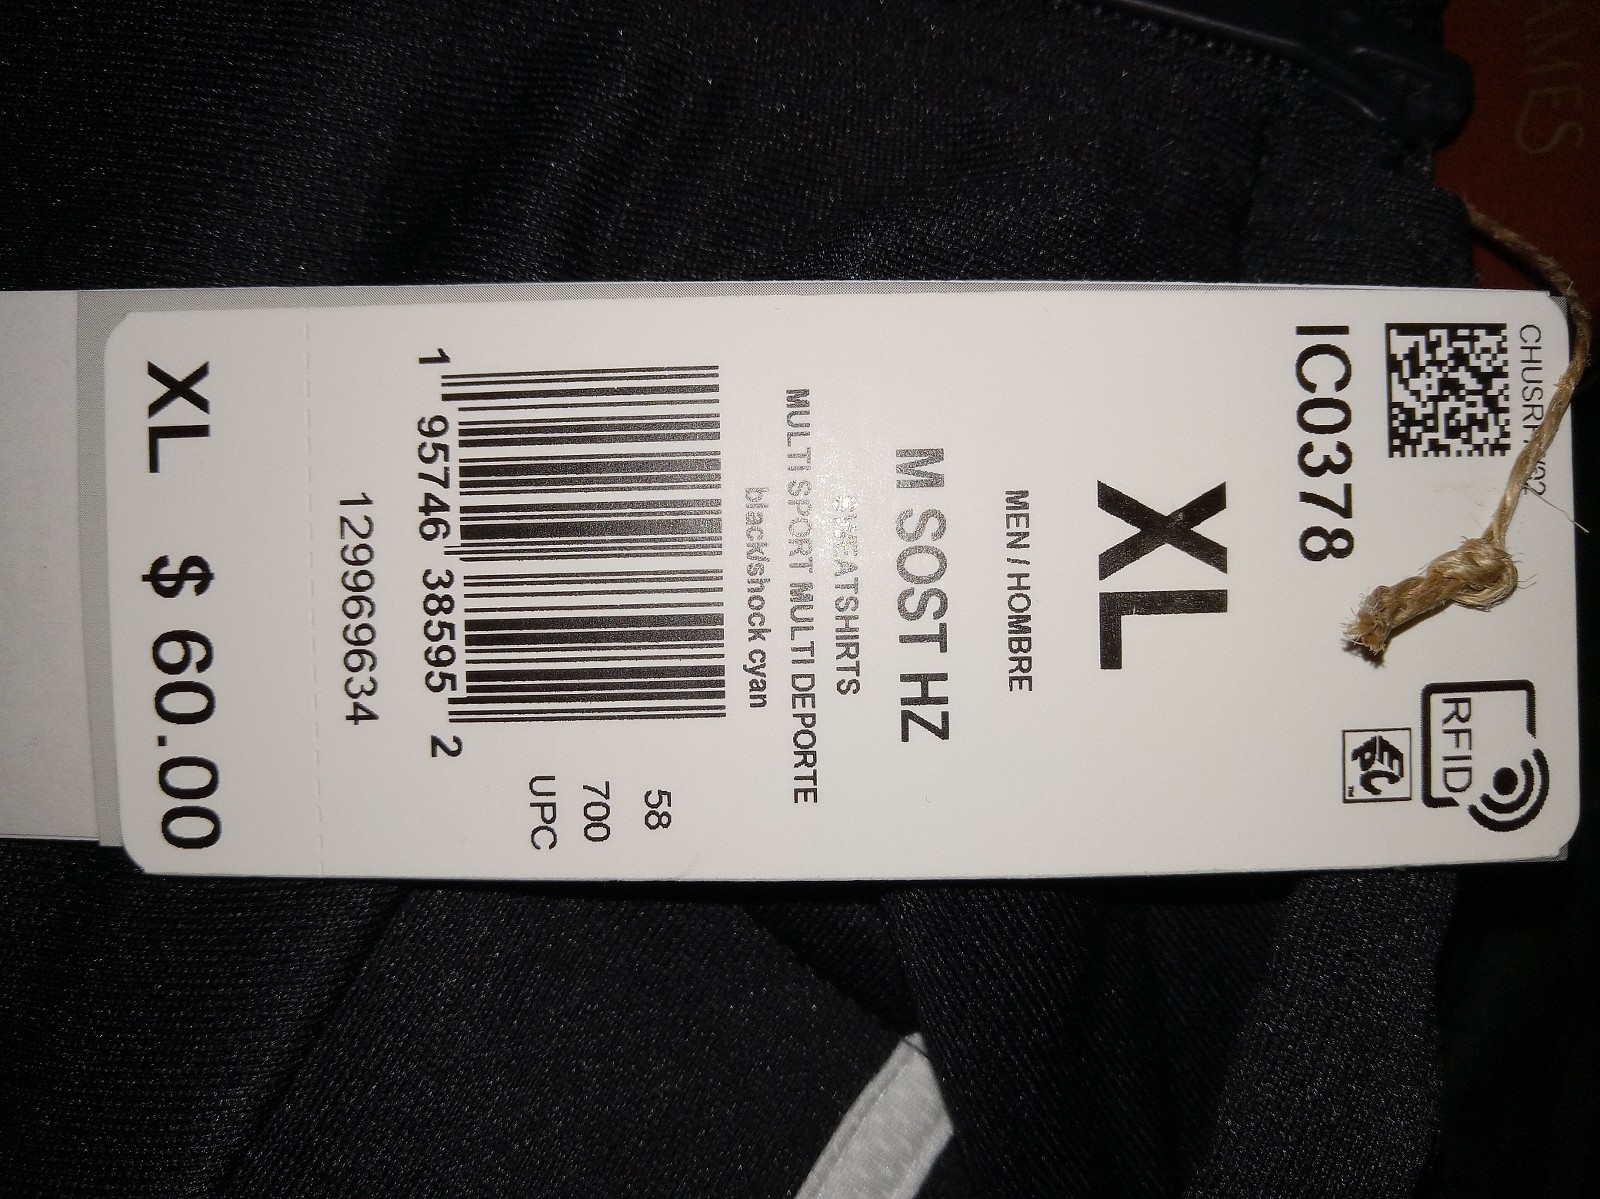 IC0378
RFID
EPC
XL
MEN / HOMBRE
M SOST HZ
SWEATSHIRTS
MULTI SPORT MULTI DEPORTE
black/shock cyan
58
700
UPC
1 95746 38595 2
129969634
XL $ 60.00